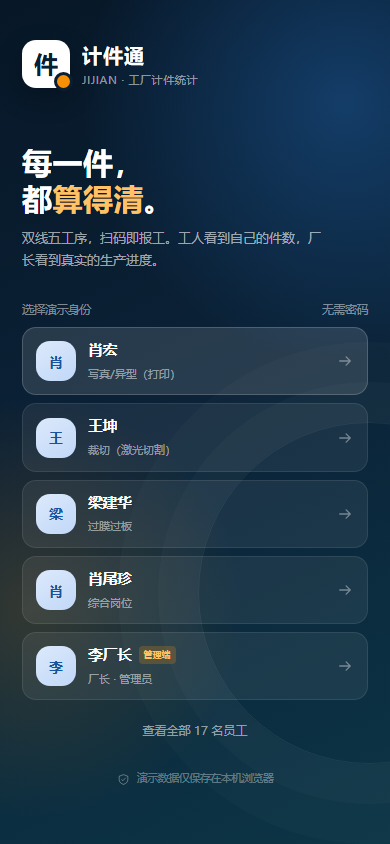 件
计件通
JIJIAN · 工厂计件统计
每一件，
都算得清。
双线五工序，扫码即报工。工人看到自己的件数，厂
长看到真实的生产进度。
选择演示身份 无需密码
肖
肖宏
写真/异型（打印）
王
王坤
裁切（激光切割）
梁
梁建华
过膜过板
肖
肖尾珍
综合岗位
李
李厂长 管理端
厂长 · 管理员
查看全部 17 名员工
演示数据仅保存在本机浏览器